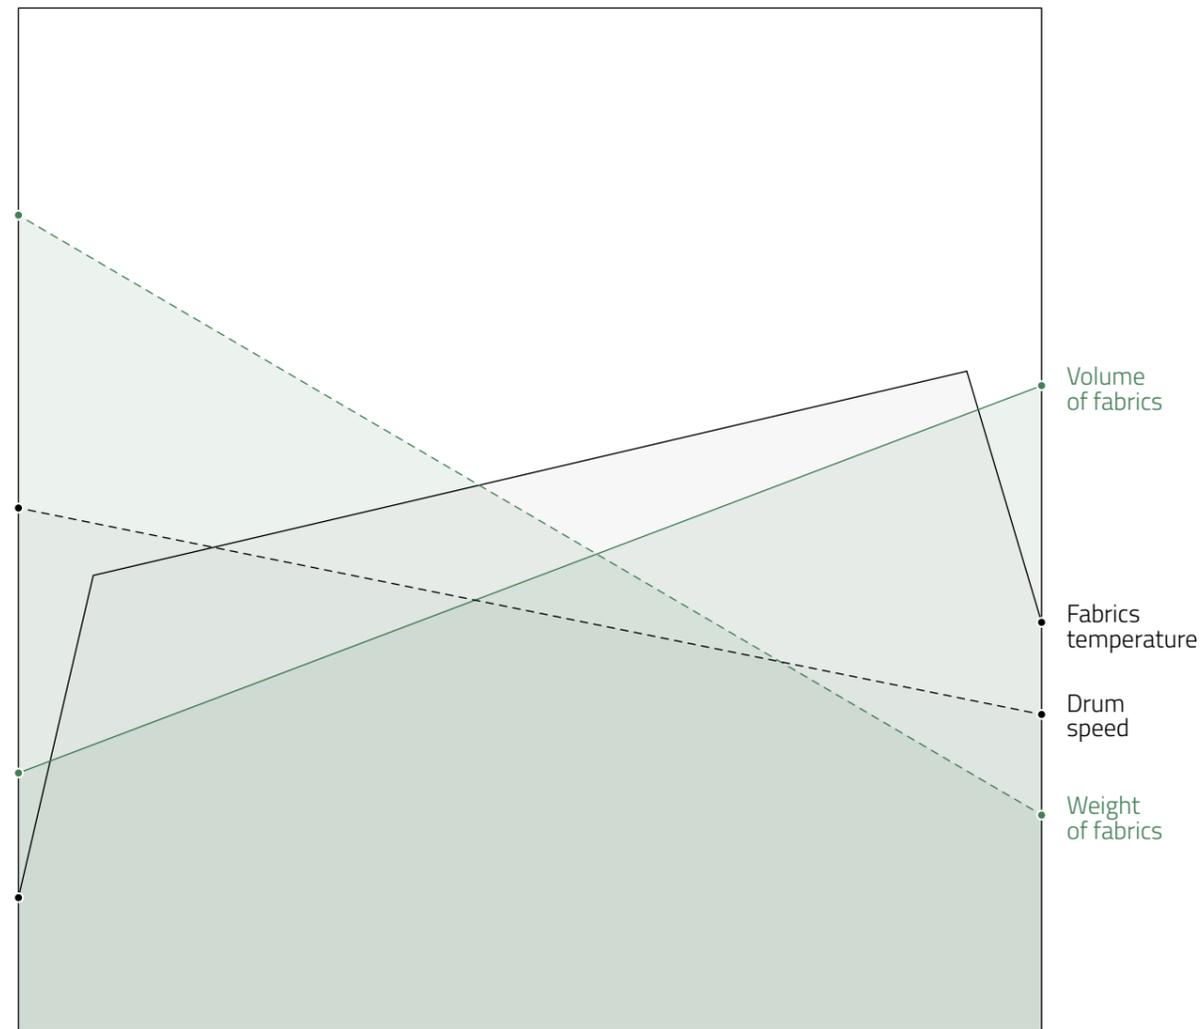 Volume
of fabrics
Fabrics
temperature
Drum
speed
Weight
of fabrics